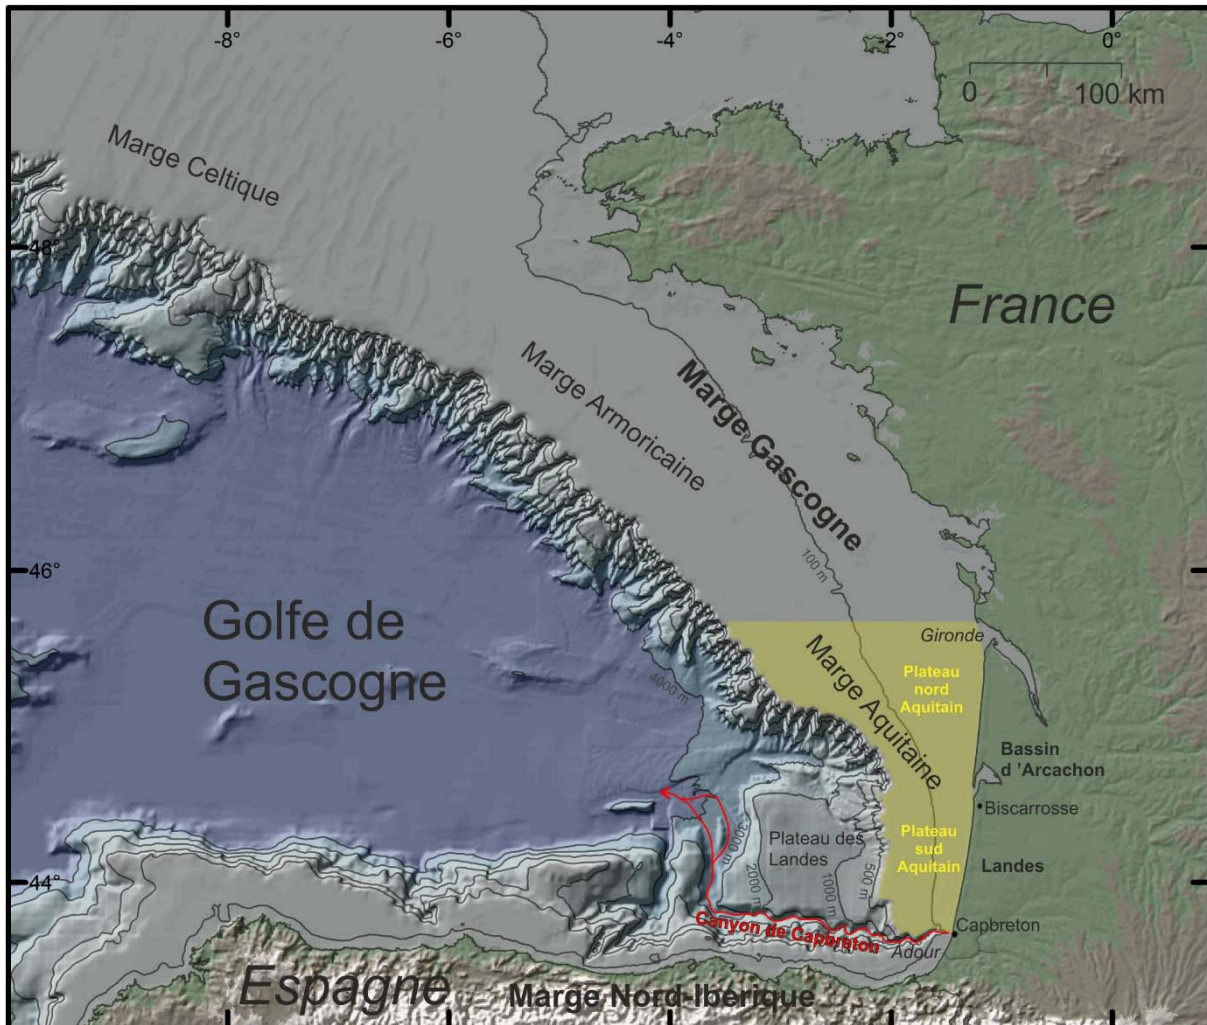 -8°
-6°
-4°
-2°
0°
0
100 km
Marge Celtique
48°
France
Marge Armoricaine
Marge Gascogne
100 m
46°
Golfe de
Gascogne
Gironde
Marge Aquitaine
Plateau
nord
Aquitain
4000 m
Bassin
d 'Arcachon
Biscarrosse
3000 m
Plateau des
Landes
Plateau
sud
Aquitain
Landes
44°
2000 m
1000 m
500 m
Canyon de Capbreton
Capbreton
Adour
Espagne
Marge Nord-Ibérique